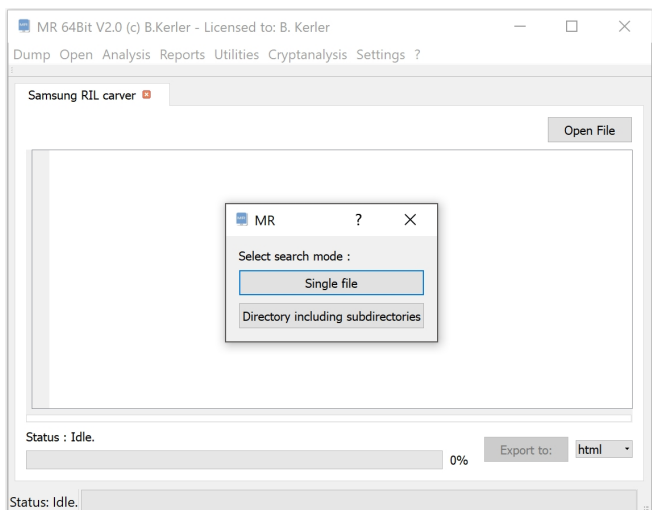 MR 64Bit V2.0 (c) B.Kerler - Licensed to: B. Kerler
Dump Open Analysis Reports Utilities Cryptanalysis Settings ?
Samsung RIL carver
Open File
MR ?
Select search mode :
Single file
Directory including subdirectories
Status : Idle.
0%
Export to: html
Status: Idle.